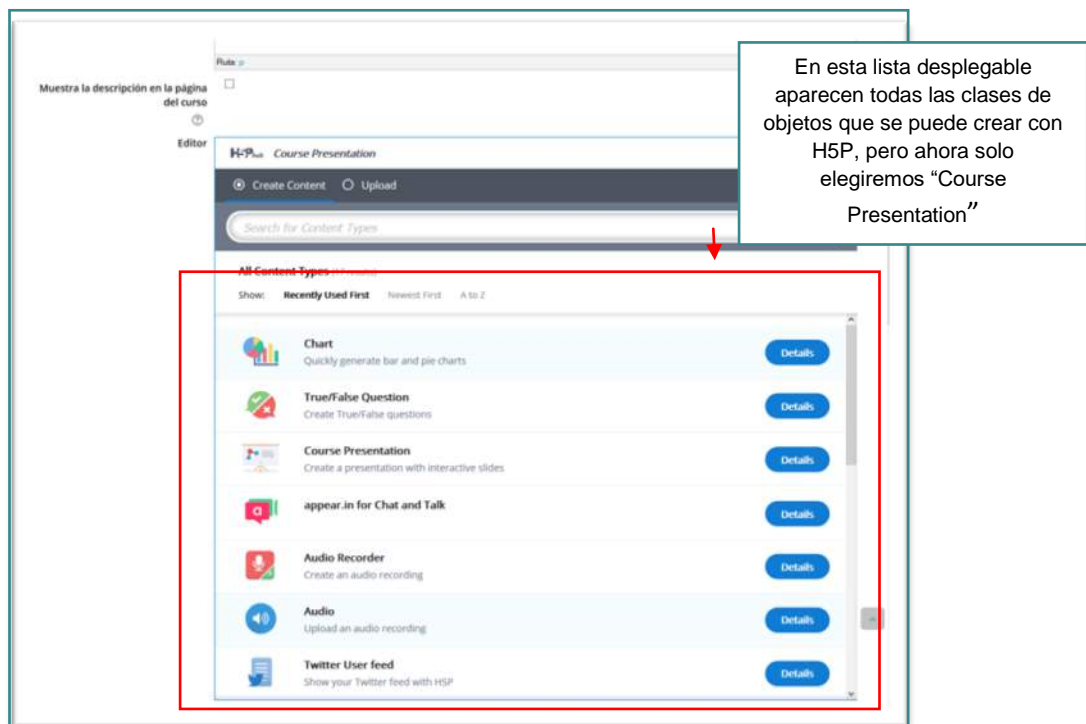 Ruta: p
Muestra la descripción en la página
del curso
Editor
H5P Course Presentation
Create Content Upload
Search for Content Types
All Content Types
Show: Recently Used First Newest First A to Z
Chart
Quickly generate bar and pie charts
Details
True/False Question
Create True/False questions
Details
Course Presentation
Create a presentation with interactive slides
Details
appear.in for Chat and Talk
Details
Audio Recorder
Create an audio recording
Details
Audio
Upload an audio recording
Details
Twitter User feed
Show your Twitter feed with H5P
Details
En esta lista desplegable
aparecen todas las clases de
objetos que se puede crear con
H5P, pero ahora solo
elegiremos “Course
Presentation”